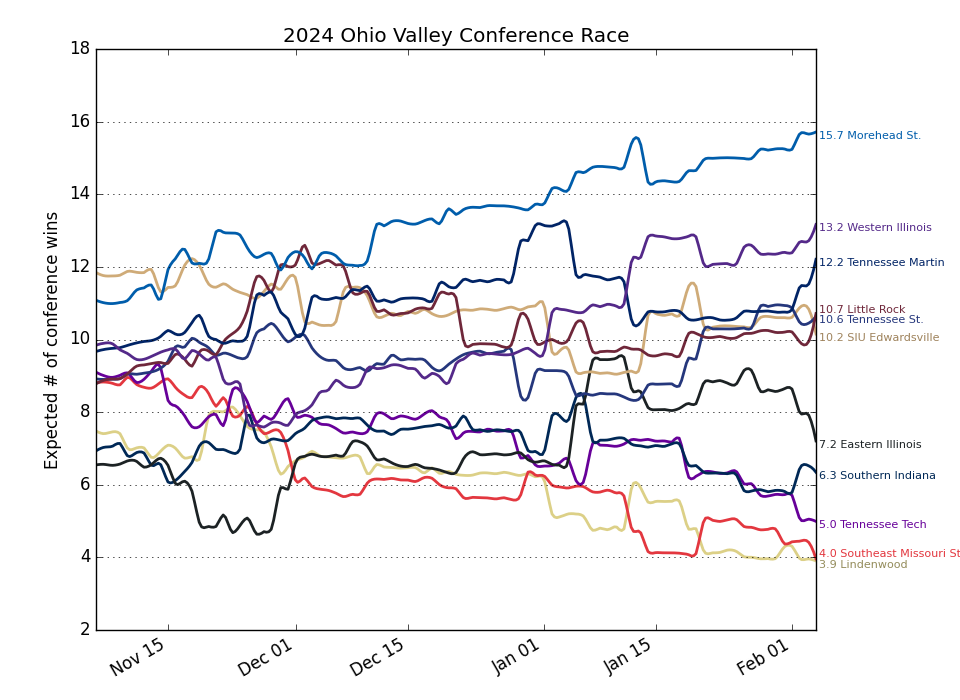 2024 Ohio Valley Conference Race
Expected # of conference wins
18
16
14
12
10
8
6
4
2
Nov 15
Dec 01
Dec 15
Jan 01
Jan 15
Feb 01
15.7 Morehead St.
13.2 Western Illinois
12.2 Tennessee Martin
10.7 Little Rock
10.6 Tennessee St.
10.2 SIU Edwardsville
7.2 Eastern Illinois
6.3 Southern Indiana
5.0 Tennessee Tech
4.0 Southeast Missouri St
3.9 Lindenwood